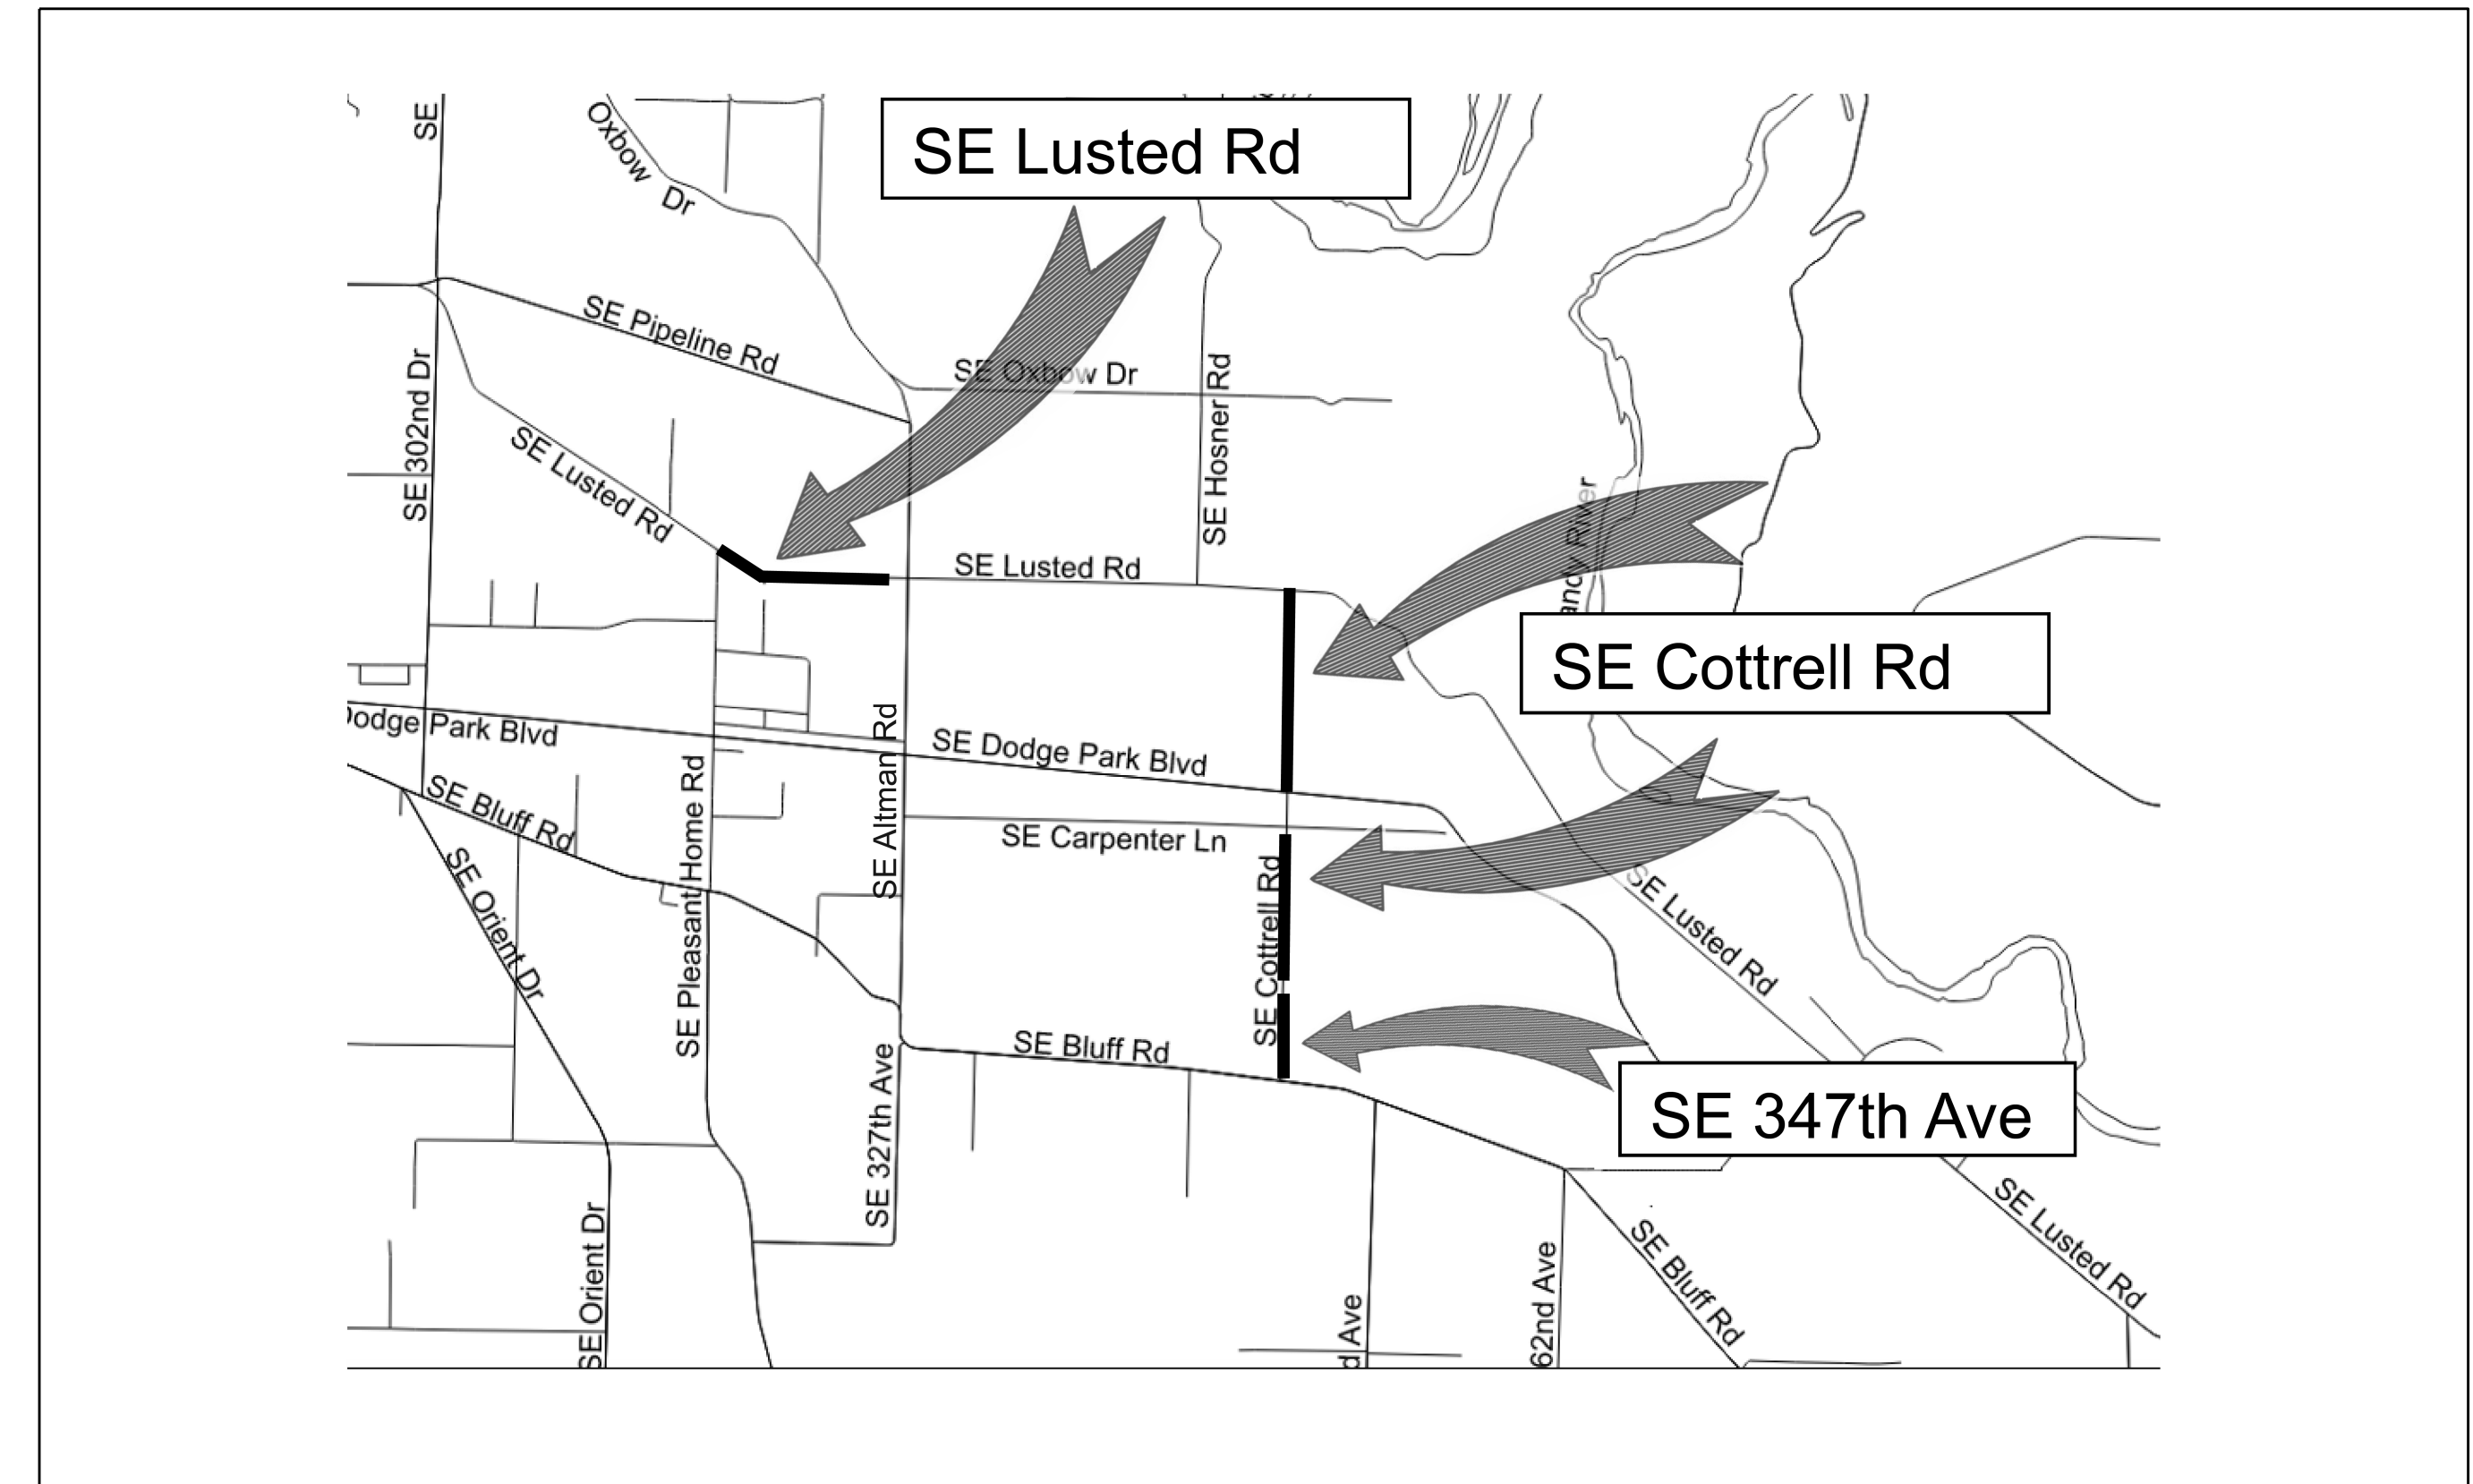 SE
Oxbow Dr
SE Lusted Rd
SE Pipeline Rd
SE Oxbow Dr
SE 302nd Dr
SE Hosner Rd
SE Lusted Rd
SE Lusted Rd
SE Cottrell Rd
Dodge Park Blvd
SE Dodge Park Blvd
SE Altman Rd
SE Pleasant Home Rd
SE Bluff Rd
SE Carpenter Ln
SE Orient Dr
SE Cottrell Rd
SE Lusted Rd
SE Bluff Rd
SE 327th Ave
SE 347th Ave
SE Orient Dr
SE Lusted Rd
SE Bluff Rd
d Ave
62nd Ave